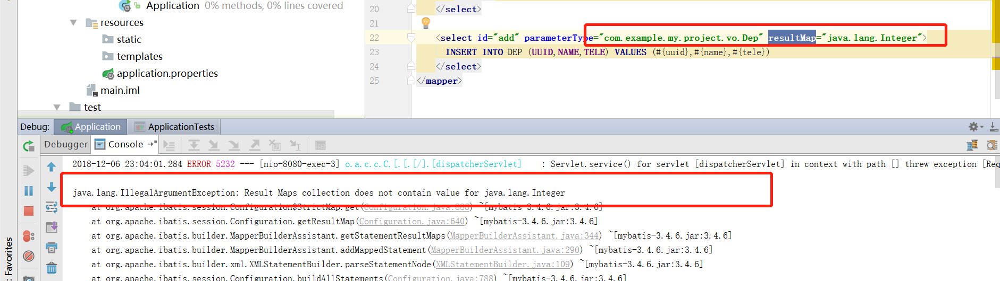 Application 0% methods, 0% lines covered
resources
static
templates
application.properties
main.iml
test
20 </select>
21
22 <select id="add" parameterType="com.example.my.project.vo.Dep" resultMap="java.lang.Integer">
23 INSERT INTO DEP (UUID,NAME,TELE) VALUES (#{uuid},#{name},#{tele})
24 </select>
25 </mapper>
Debug: Application ApplicationTests
Debugger Console
2018-12-06 23:04:01.284 ERROR 5232 --- [nio-8080-exec-3] o.a.c.c.C.[.[.[/].[dispatcherServlet] : Servlet.service() for servlet [dispatcherServlet] in context with path [] threw exception [Req
java.lang.IllegalArgumentException: Result Maps collection does not contain value for java.lang.Integer
at org.apache.ibatis.session.Configuration$StrictMap.get(Configuration.java:888) ~[mybatis-3.4.6.jar:3.4.6]
at org.apache.ibatis.session.Configuration.getResultMap(Configuration.java:640) ~[mybatis-3.4.6.jar:3.4.6]
at org.apache.ibatis.builder.MapperBuilderAssistant.getStatementResultMaps(MapperBuilderAssistant.java:344) ~[mybatis-3.4.6.jar:3.4.6]
at org.apache.ibatis.builder.MapperBuilderAssistant.addMappedStatement(MapperBuilderAssistant.java:290) ~[mybatis-3.4.6.jar:3.4.6]
at org.apache.ibatis.builder.xml.XMLStatementBuilder.parseStatementNode(XMLStatementBuilder.java:109) ~[mybatis-3.4.6.jar:3.4.6]
at org.apache.ibatis.session.Configuration.buildAllStatements(Configuration.java:788) ~[mybatis-3.4.6.jar:3.4.6]
Favorites